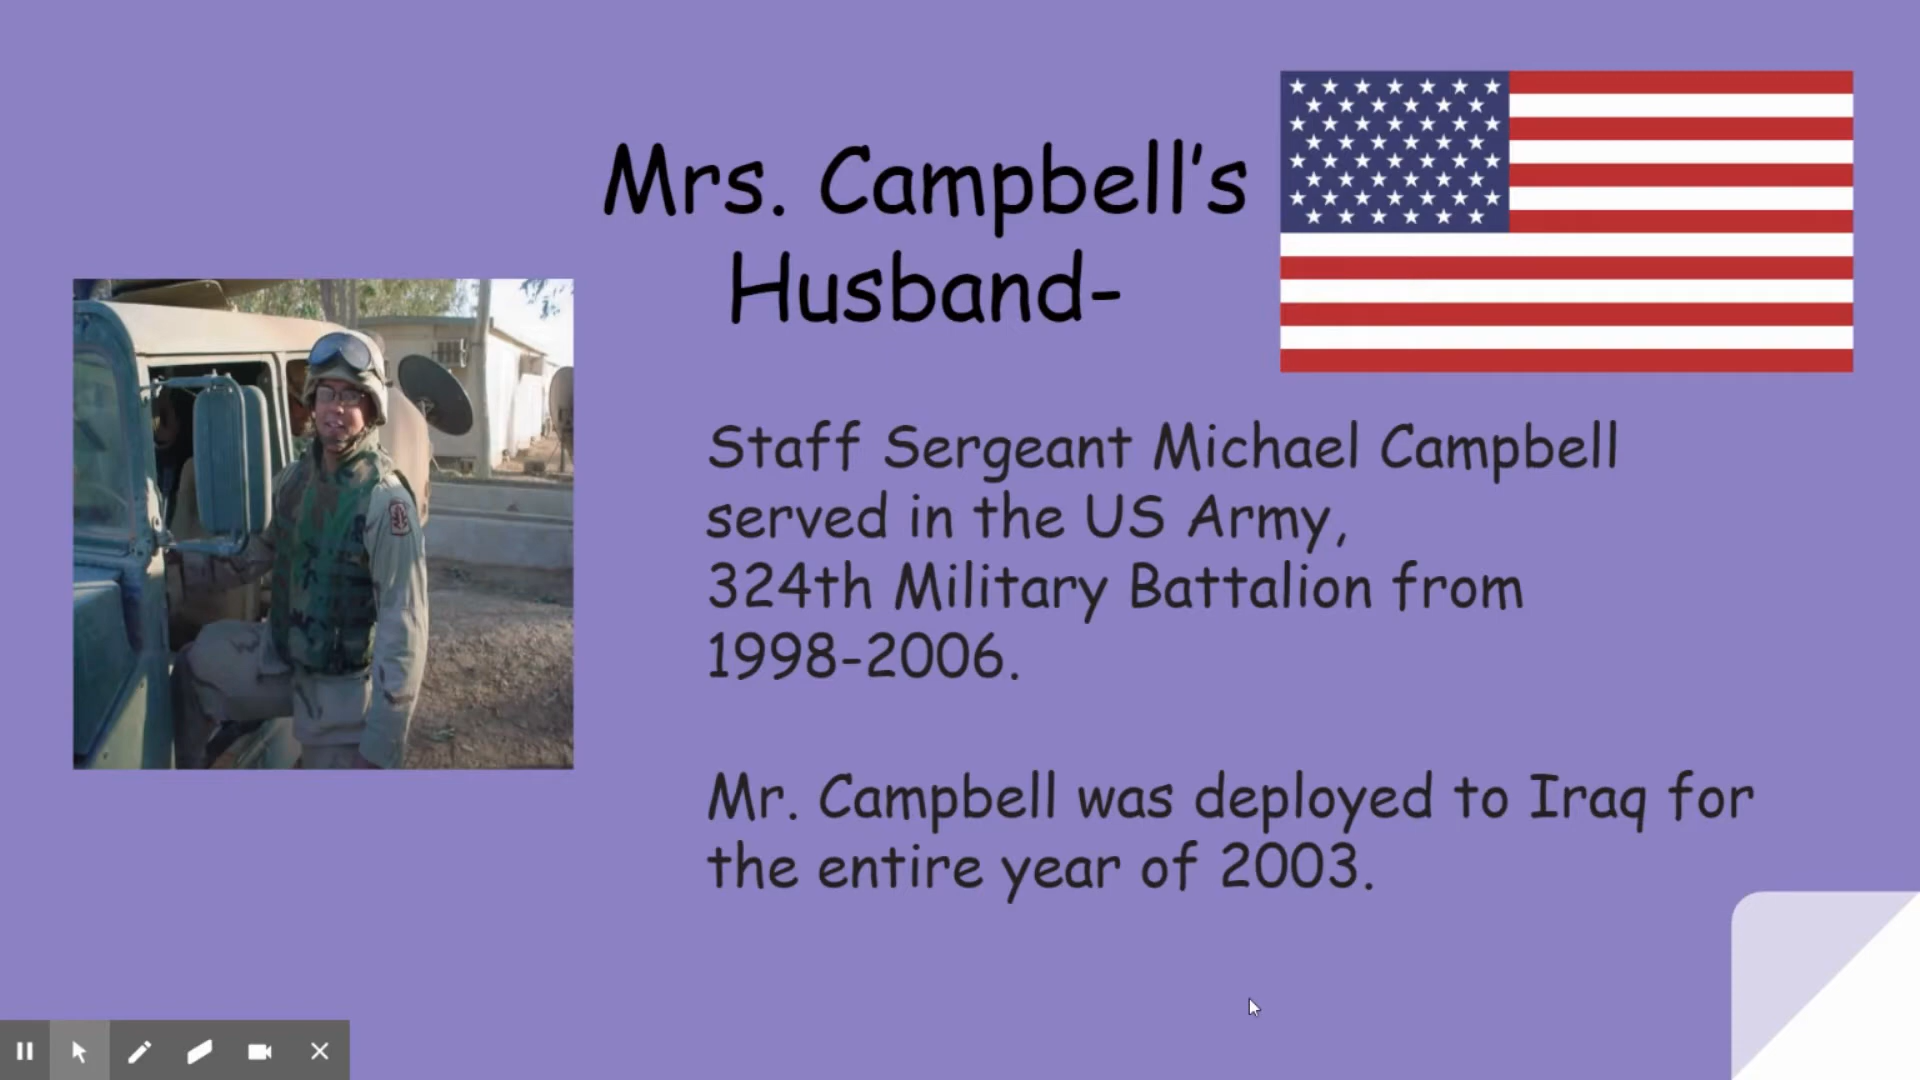 Mrs. Campbell's
Husband-
Staff Sergeant Michael Campbell
served in the US Army,
324th Military Battalion from
1998-2006.
Mr. Campbell was deployed to Iraq for
the entire year of 2003.